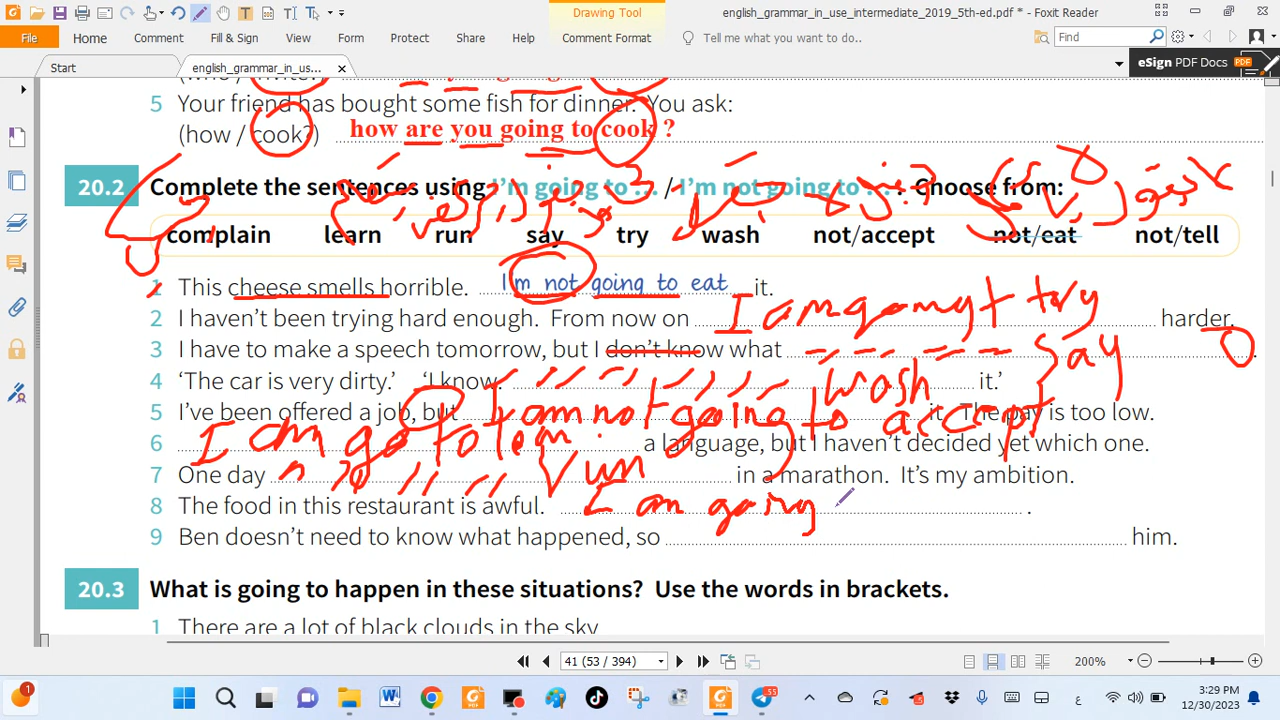 Drawing Tool
english_grammar_in_use_intermediate_2019_5th-ed.pdf * - Foxit Reader
File Home Comment Fill & Sign View Form Protect Share Help Comment Format Tell me what you want to do.. Find
Start english_grammar_in_us... eSign PDF Docs PDF
5 Your friend has bought some fish for dinner. You ask:
(how / cook?) how are you going to cook ?
20.2 Complete the sentences using I'm going to ... / I'm not going to ... . Choose from:
complain learn run say try wash not/accept not/eat not/tell
1 This cheese smells horrible. I'm not going to eat it.
2 I haven't been trying hard enough. From now on I am going t try harder.
3 I have to make a speech tomorrow, but I don't know what say .
4 'The car is very dirty.' 'I know. wash it.'
5 I've been offered a job, but I am not going to accept it. The pay is too low.
6 I am go to a language, but I haven't decided yet which one.
7 One day run in a marathon. It's my ambition.
8 The food in this restaurant is awful. I am going .
9 Ben doesn't need to know what happened, so him.
20.3 What is going to happen in these situations? Use the words in brackets.
1 There are a lot of black clouds in the sky
41 (53 / 394) 200%
1 55 3:29 PM
12/30/2023